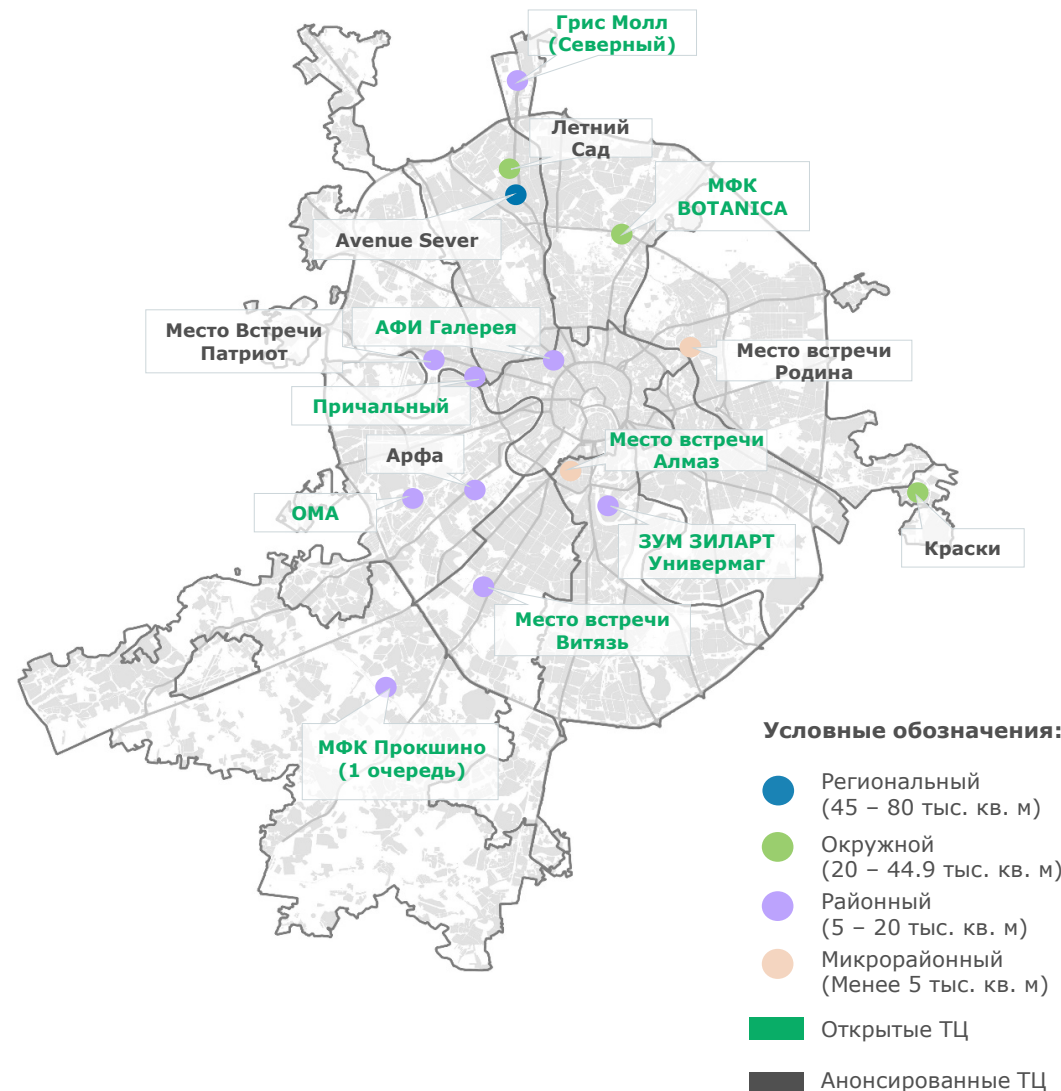 Грис Молл
(Северный)
Летний
Сад
МФК
BOTANICA
Avenue Sever
Место Встречи
Патриот
АФИ Галерея
Место встречи
Родина
Причальный
Место встречи
Алмаз
Арфа
ОМА
ЗУМ ЗИЛАРТ
Универмаг
Краски
Место встречи
Витязь
МФК Прокшино
(1 очередь)
Условные обозначения:
Региональный
(45 – 80 тыс. кв. м)
Окружной
(20 – 44.9 тыс. кв. м)
Районный
(5 – 20 тыс. кв. м)
Микрорайонный
(Менее 5 тыс. кв. м)
Открытые ТЦ
Анонсированные ТЦ